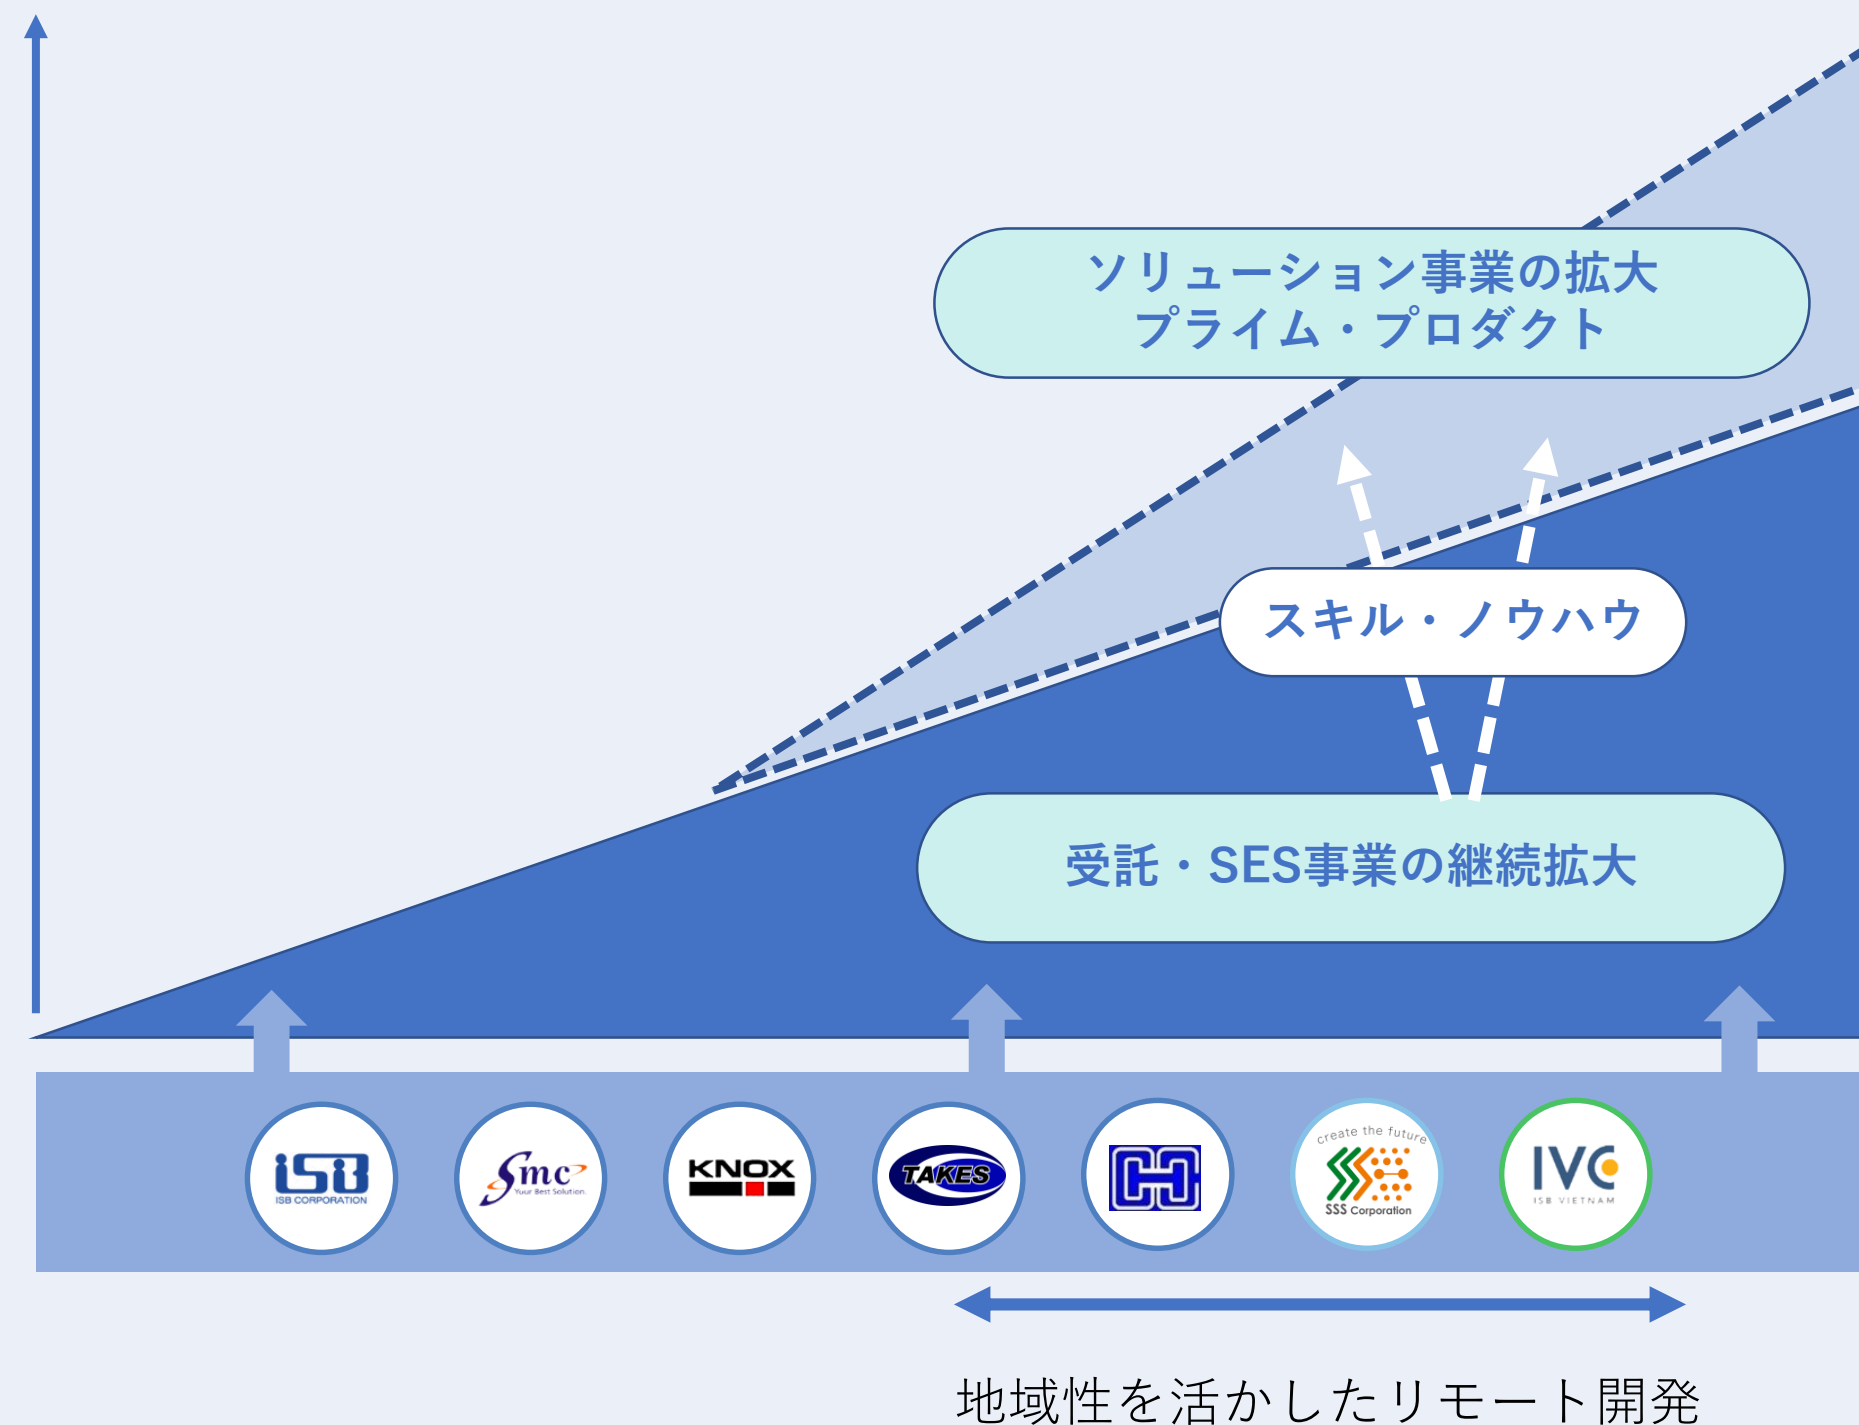 ソリューション事業の拡大
プライム・プロダクト
スキル・ノウハウ
受託・SES事業の継続拡大
iSB
ISB CORPORATION
Smc
Your Best Solution.
KNOX
TAKES
create the future
SSS Corporation
IVC
ISB VIETNAM
地域性を活かしたリモート開発